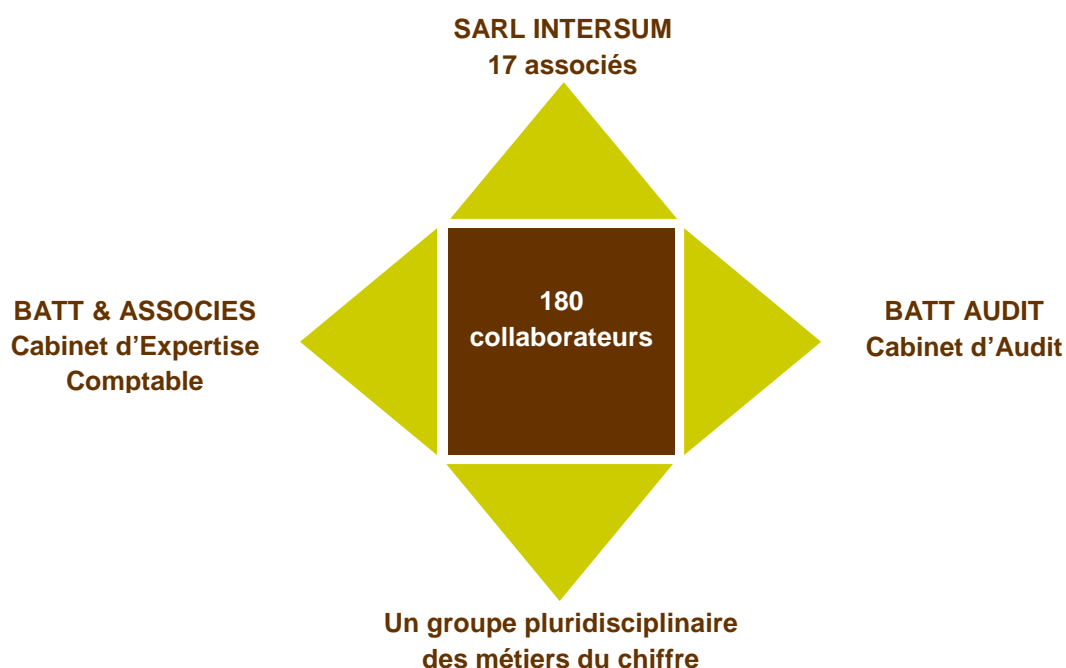 SARL INTERSUM
17 associés
BATT & ASSOCIES
Cabinet d’Expertise
Comptable
180
collaborateurs
BATT AUDIT
Cabinet d’Audit
Un groupe pluridisciplinaire
des métiers du chiffre